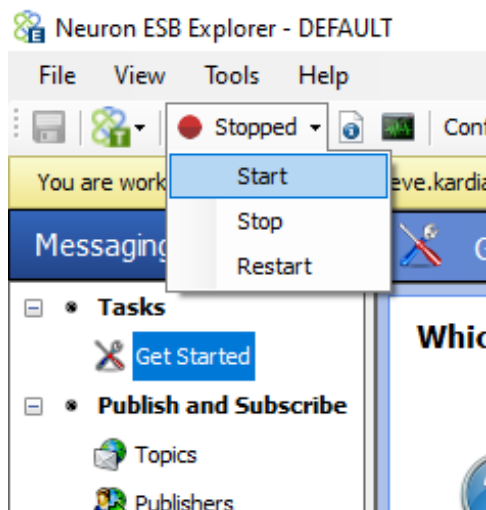 Neuron ESB Explorer - DEFAULT
File View Tools Help
Stopped
Start
Stop
Restart
You are work
Messaging
Tasks
Get Started
Publish and Subscribe
Topics
Publishers